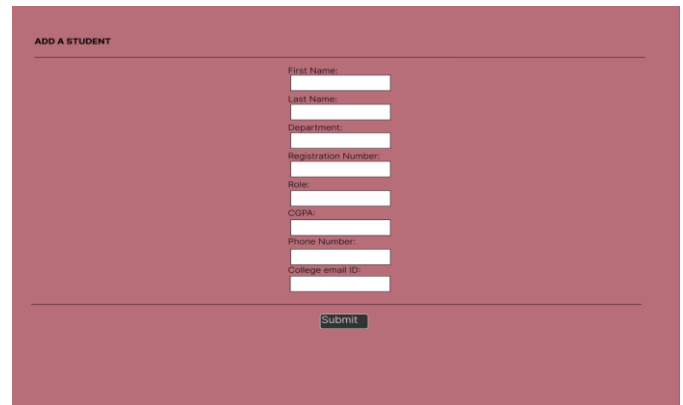 ADD A STUDENT
First Name:
Last Name:
Department:
Registration Number:
Role:
CGPA:
Phone Number:
College email ID:
Submit